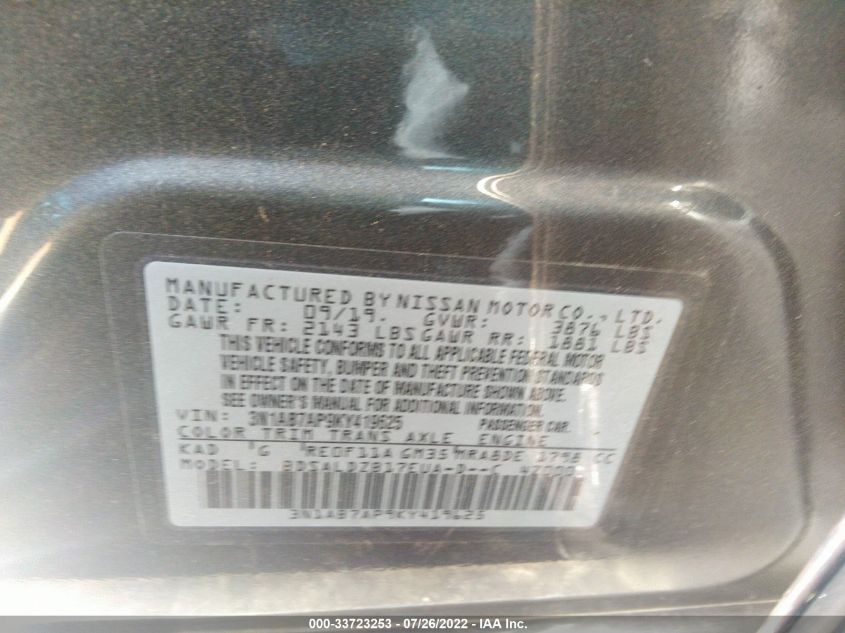 MANUFACTURED BY NISSAN MOTOR CO., LTD.
DATE: 09/19. GVWR: 3876 LBS
GAWR FR: 2143 LBS GAWR RR: 1881 LBS
THIS VEHICLE CONFORMS TO ALL APPLICABLE FEDERAL MOTOR
VEHICLE SAFETY, BUMPER AND THEFT PREVENTION STANDARDS
IN EFFECT ON THE DATE OF MANUFACTURE SHOWN ABOVE.
SEE OWNER'S MANUAL FOR ADDITIONAL INFORMATION.
VIN: 3N1AB7AP9KY419625 PASSENGER CAR.
COLOR TRIM TRANS AXLE ENGINE
KAD G RE0F11A GM35 MRA8DE 1798 CC
MODEL:
3N1AB7AP9KY419625
000-33723253 - 07/26/2022 - IAA Inc.